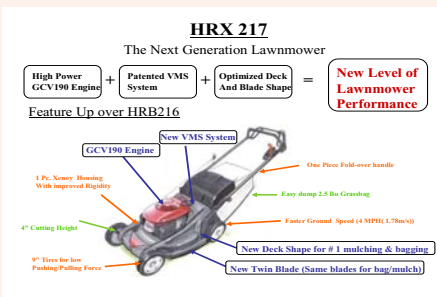 HRX 217
The Next Generation Lawnmower
High Power
GCV190 Engine
+
Patented VMS
System
+
Optimized Deck
And Blade Shape
=
New Level of
Lawnmower
Performance
Feature Up over HRB216
New VMS System
GCV190 Engine
1 Pc. Xenoy Housing
With improved Rigidity
One Piece Fold-over handle
Easy dump 2.5 Bu Grassbag
4" Cutting Height
Faster Ground Speed (4 MPH( 1.78m/s))
New Deck Shape for # 1 mulching & bagging
9" Tires for low
Pushing/Pulling Force
New Twin Blade (Same blades for bag/mulch)